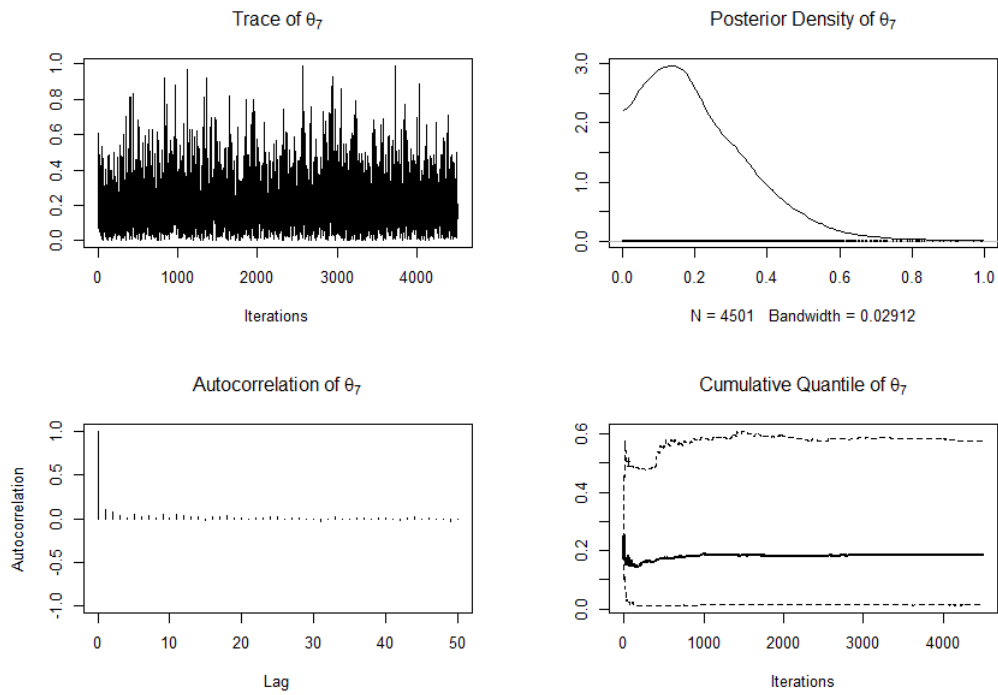 Trace of θ7
0.0 0.2 0.4 0.6 0.8 1.0
0 1000 2000 3000 4000
Iterations
Posterior Density of θ7
0.0 1.0 2.0 3.0
0.0 0.2 0.4 0.6 0.8 1.0
N = 4501 Bandwidth = 0.02912
Autocorrelation of θ7
Autocorrelation
-1.0 -0.5 0.0 0.5 1.0
0 10 20 30 40 50
Lag
Cumulative Quantile of θ7
0.0 0.2 0.4 0.6
0 1000 2000 3000 4000
Iterations